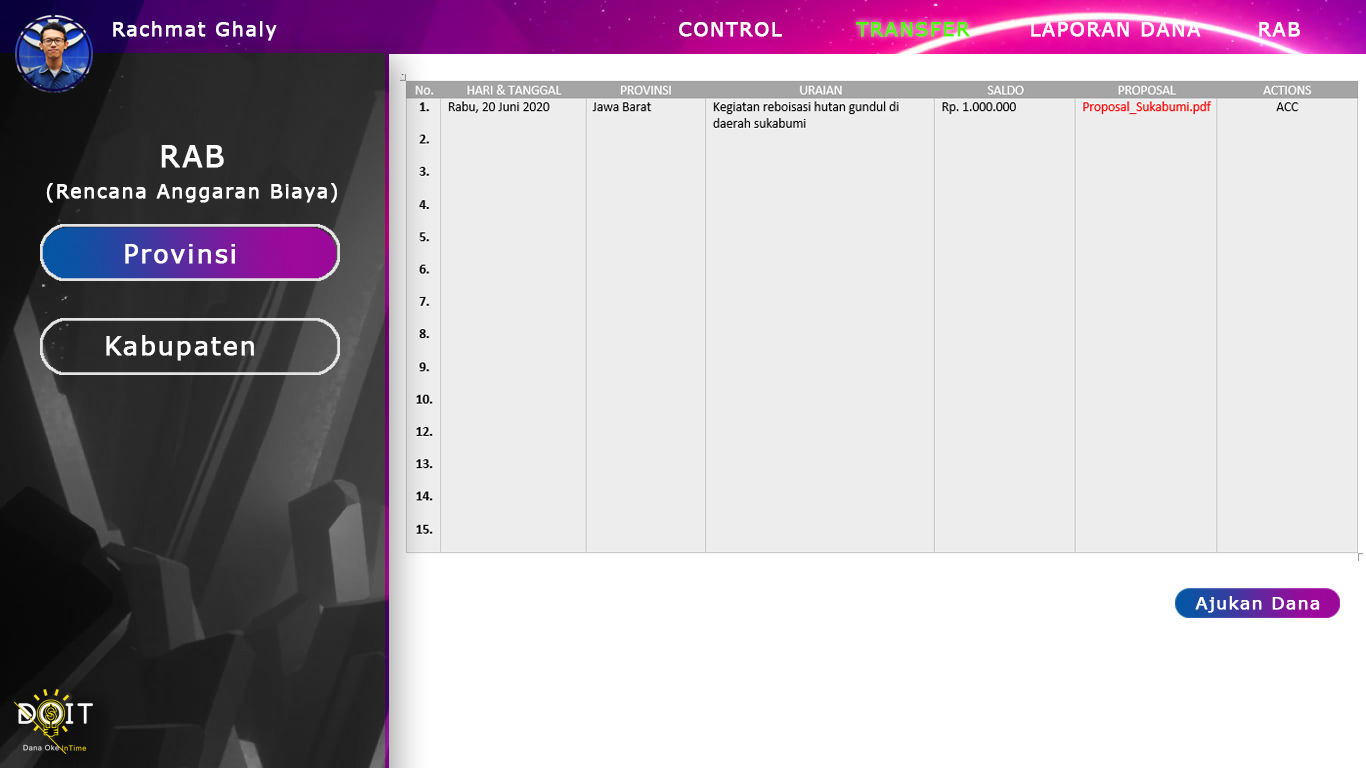 Rachmat Ghaly
CONTROL
TRANSFER
LAPORAN DANA
RAB
RAB
(Rencana Anggaran Biaya)
Provinsi
Kabupaten
No. HARI & TANGGAL PROVINSI URAIAN SALDO PROPOSAL ACTIONS
1. Rabu, 20 Juni 2020 Jawa Barat Kegiatan reboisasi hutan gundul di Rp. 1.000.000 Proposal_Sukabumi.pdf ACC
daerah sukabumi
2.
3.
4.
5.
6.
7.
8.
9.
10.
12.
13.
14.
15.
Ajukan Dana
DOIT
Dana Oke InTime